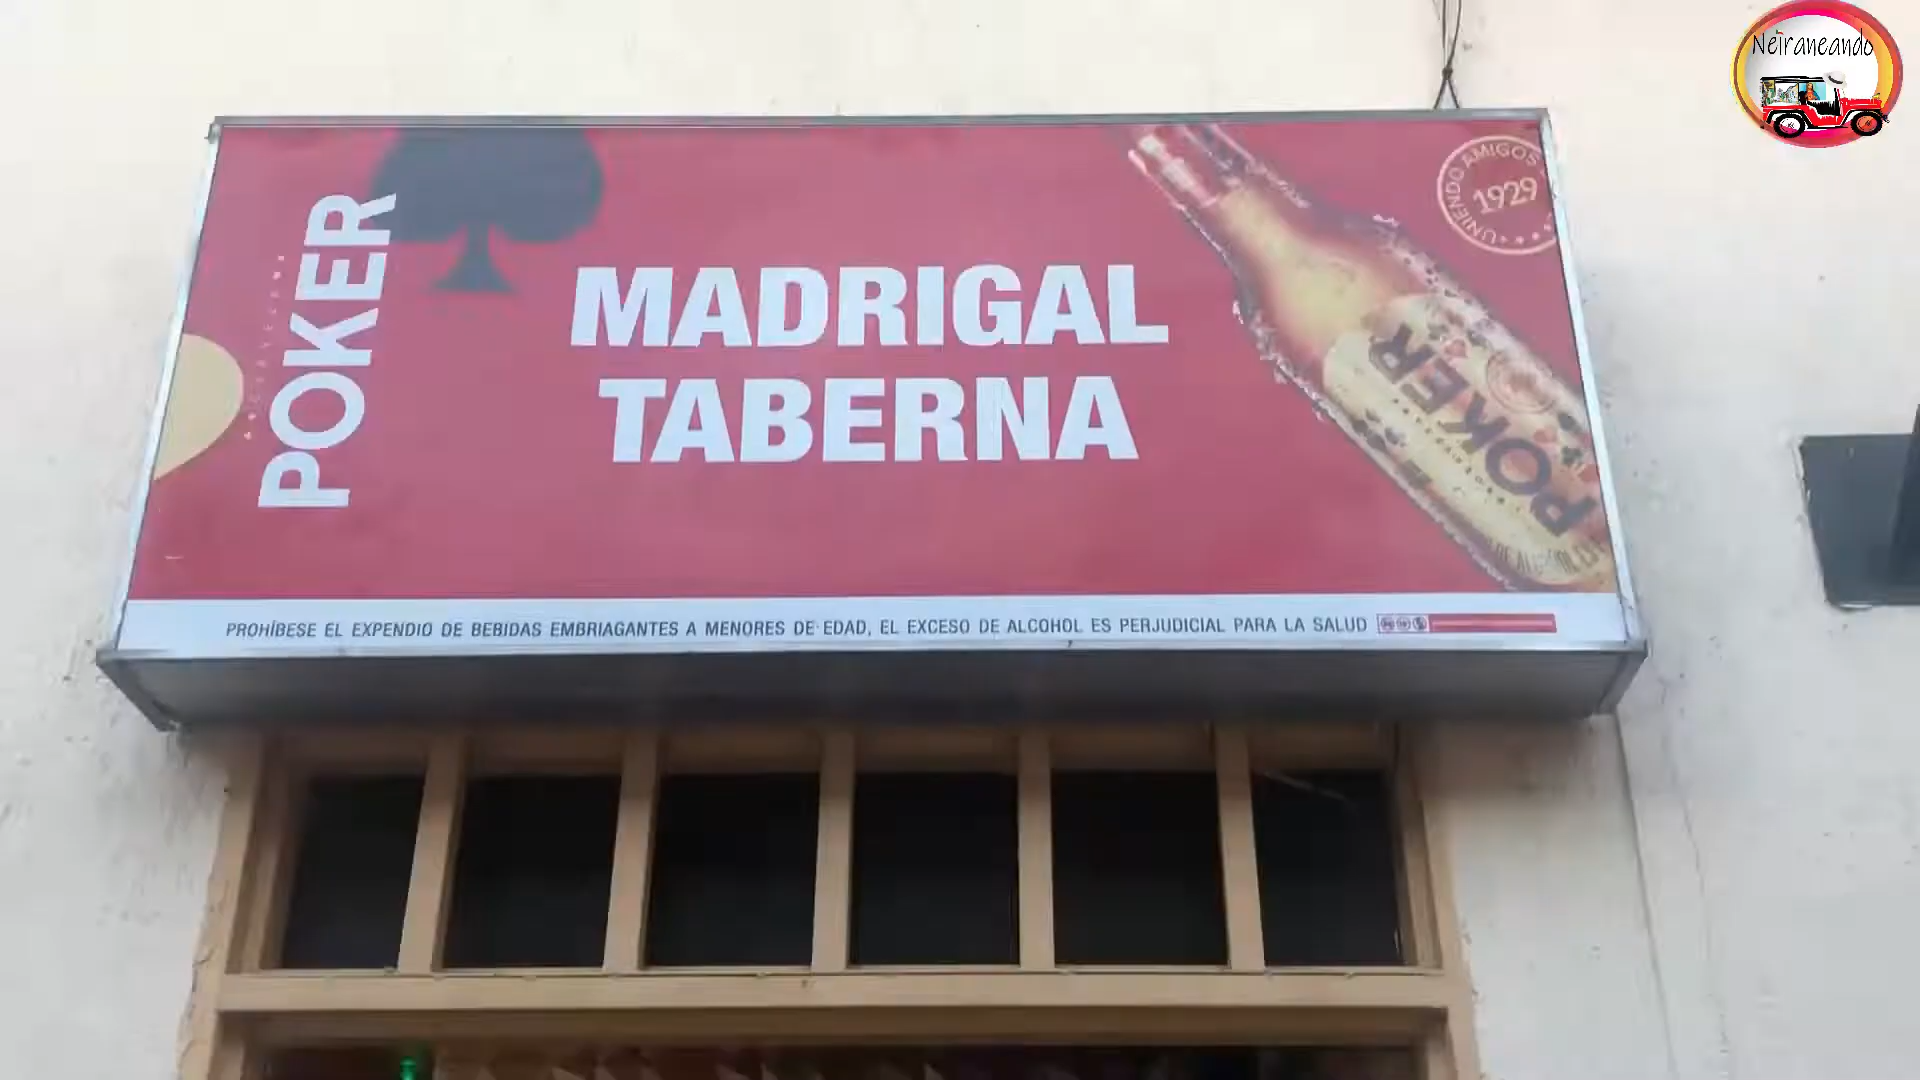 Neiraneando
POKER
MADRIGAL
TABERNA
UNIENDO AMIGOS
1929
POKER
PROHÍBESE EL EXPENDIO DE BEBIDAS EMBRIAGANTES A MENORES DE EDAD, EL EXCESO DE ALCOHOL ES PERJUDICIAL PARA LA SALUD